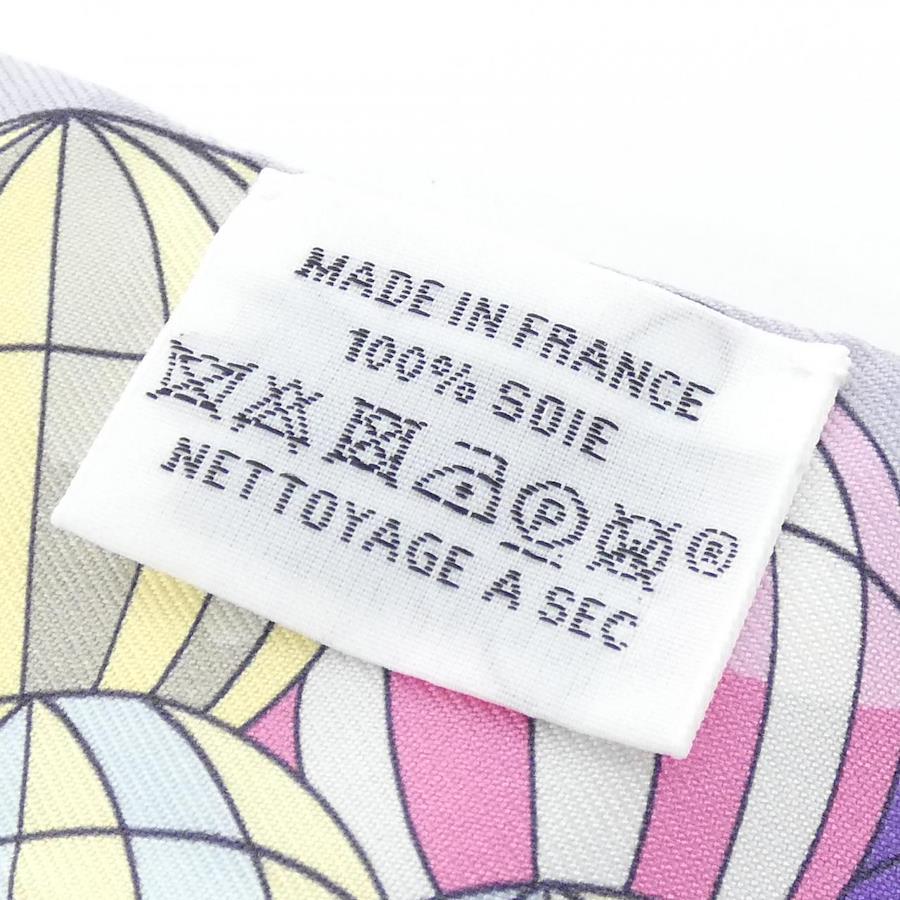 MADE IN FRANCE
100% SOIE
P W ®
NETTOYAGE A SEC